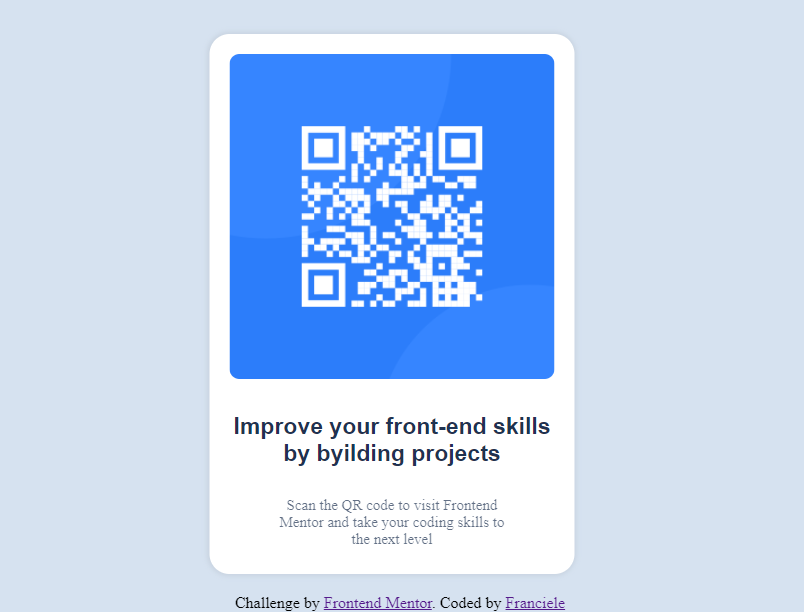 Improve your front-end skills
by byilding projects
Scan the QR code to visit Frontend
Mentor and take your coding skills to
the next level
Challenge by Frontend Mentor. Coded by Franciele